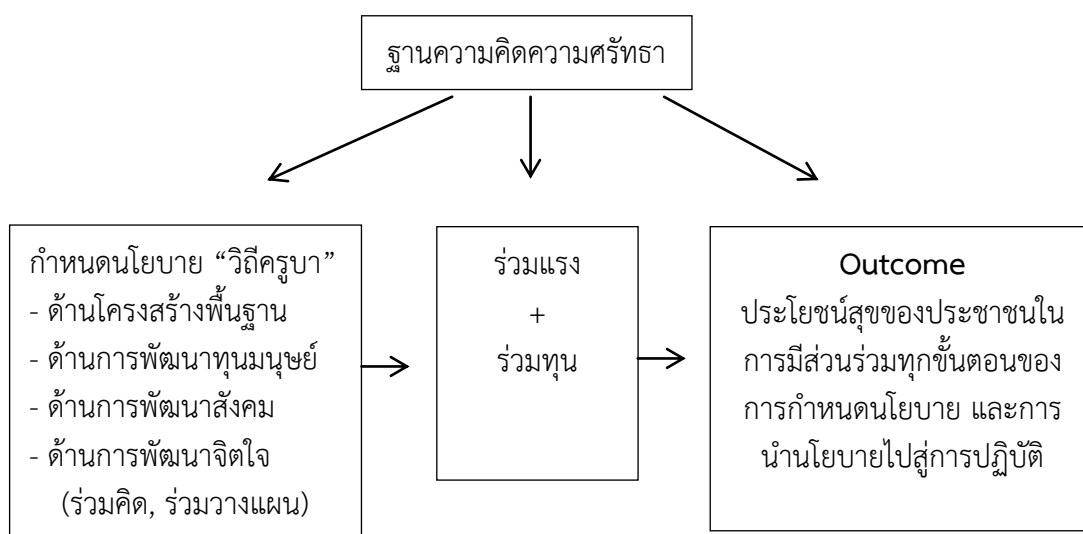 ฐานความคิดความศรัทธา
กำหนดนโยบาย “วิถีครูบา”
- ด้านโครงสร้างพื้นฐาน
- ด้านการพัฒนาทุนมนุษย์
- ด้านการพัฒนาสังคม
- ด้านการพัฒนาจิตใจ
(ร่วมคิด, ร่วมวางแผน)
ร่วมแรง
+
ร่วมทุน
Outcome
ประโยชน์สุขของประชาชนใน
การมีส่วนร่วมทุกขั้นตอนของ
การกำหนดนโยบาย และการ
นำนโยบายไปสู่การปฏิบัติ